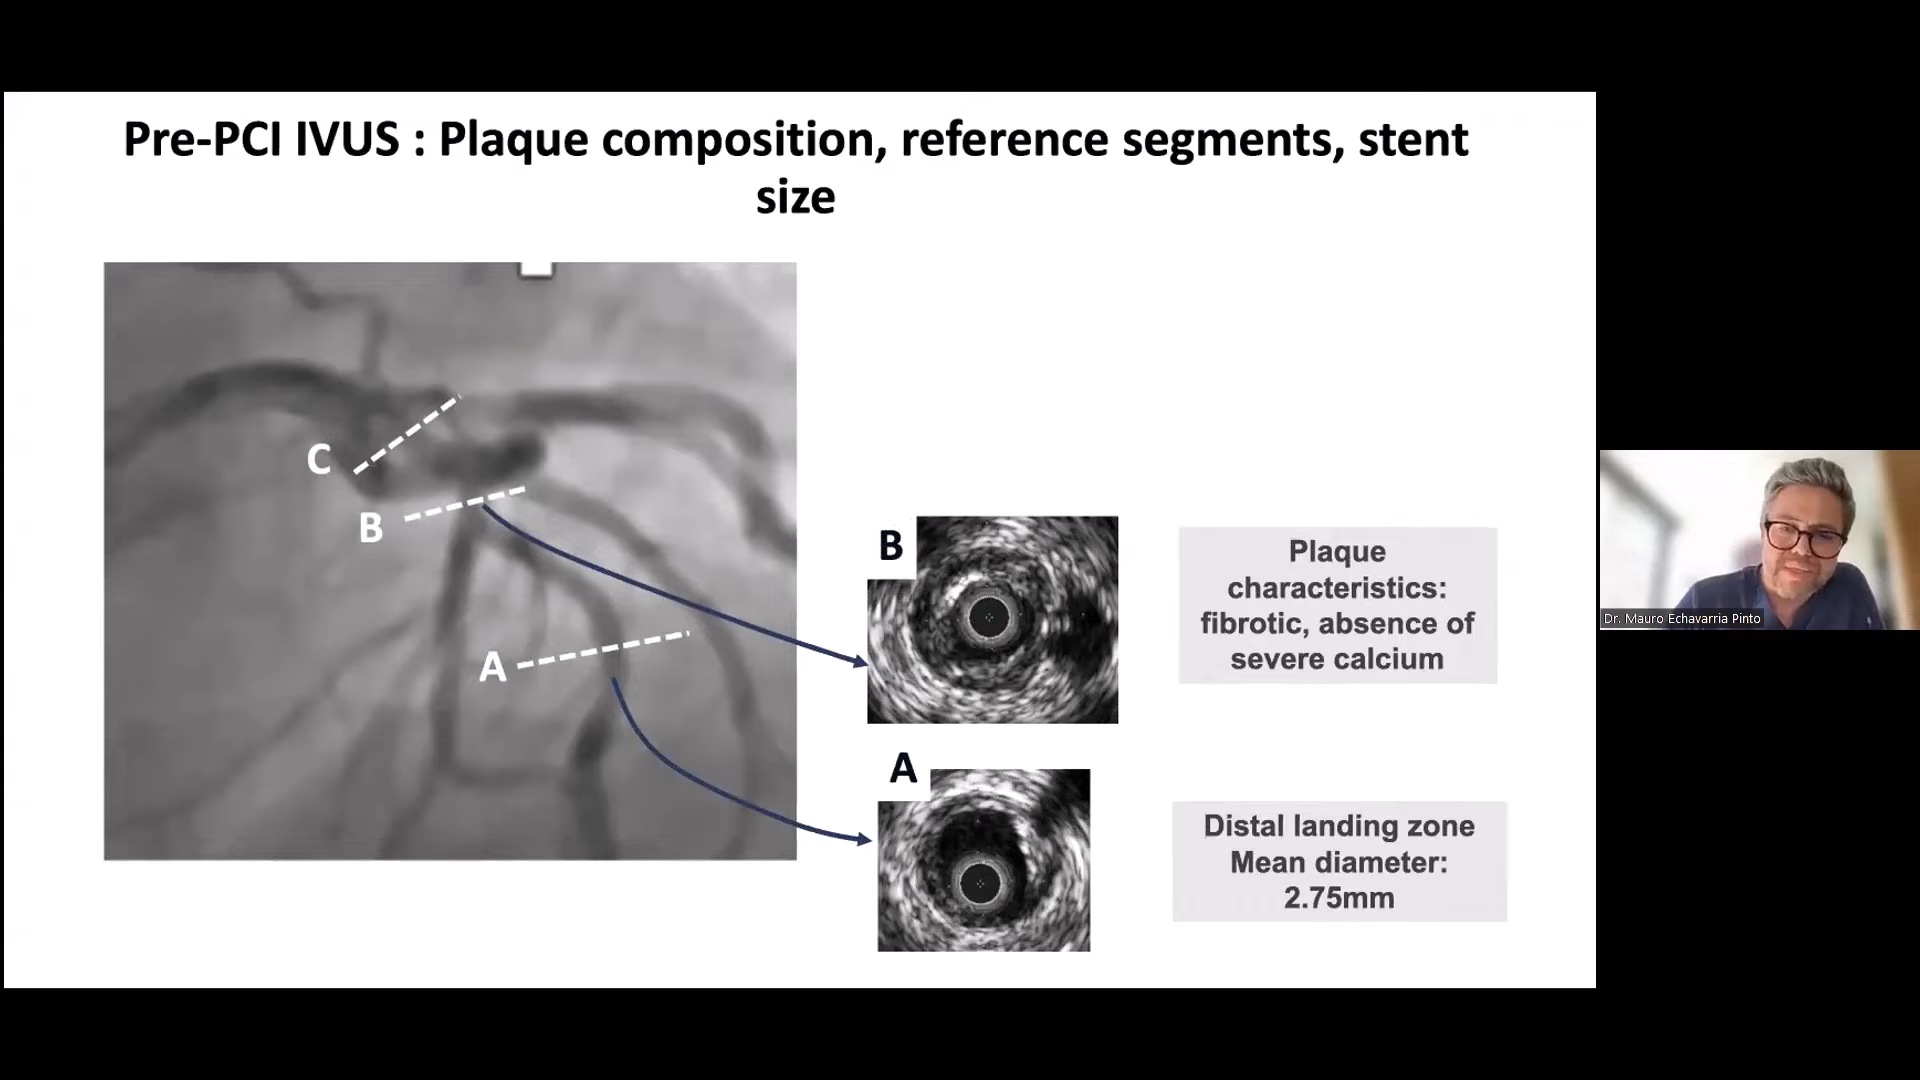 Pre-PCI IVUS : Plaque composition, reference segments, stent
size
C
B
A
B
Plaque
characteristics:
fibrotic, absence of
severe calcium
A
Distal landing zone
Mean diameter:
2.75mm
Dr. Mauro Echavarria Pinto